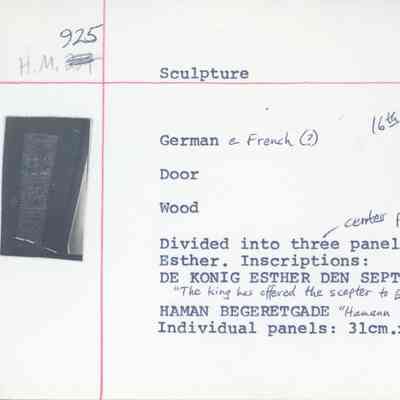 925
H.M.
Sculpture
16th
German & French (?)
Door
Wood
center
Divided into three panel
Esther. Inscriptions:
DE KONIG ESTHER DEN SEPT
"The king has offered the scepter to
HAMAN BEGERETGADE "Hamann
Individual panels: 31cm.